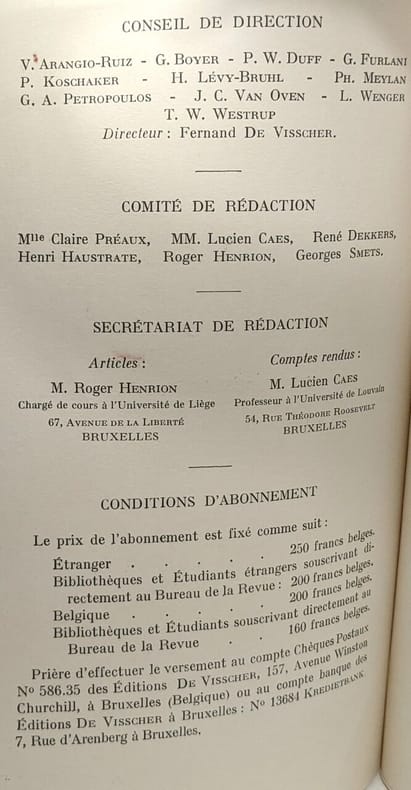 CONSEIL DE DIRECTION
V. ARANGIO-RUIZ - G. BOYER - P. W. DUFF - G. FURLANI
P. KOSCHAKER - H. LÉVY-BRUHL - PH. MEYLAN
G. A. PETROPOULOS - J. C. VAN OVEN - L. WENGER
T. W. WESTRUP
Directeur : Fernand DE VISSCHER.
COMITÉ DE RÉDACTION
Mlle Claire PRÉAUX, MM. Lucien CAES, René DEKKERS,
Henri HAUSTRATE, Roger HENRION, Georges SMETS.
SECRÉTARIAT DE RÉDACTION
Articles :
M. Roger HENRION
Chargé de cours à l'Université de Liége
67, AVENUE DE LA LIBERTÉ
BRUXELLES
Comptes rendus :
M. Lucien CAES
Professeur à l'Université de Louvain
54, RUE THÉODORE ROOSEVELT
BRUXELLES
CONDITIONS D'ABONNEMENT
Le prix de l'abonnement est fixé comme suit :
Étranger . . . . . 250 francs belges.
Bibliothèques et Étudiants étrangers souscrivant di-
rectement au Bureau de la Revue : 200 francs belges.
Belgique . . . . . 200 francs belges.
Bibliothèques et Étudiants souscrivant directement au
Bureau de la Revue . . 160 francs belges.
Prière d'effectuer le versement au compte Chèques Postaux
No 586.35 des Éditions DE VISSCHER, 157, Avenue Winston
Churchill, à Bruxelles (Belgique) ou au compte banque des
Éditions DE VISSCHER à Bruxelles : No 13684 KREDIETBANK
7, Rue d'Arenberg à Bruxelles.